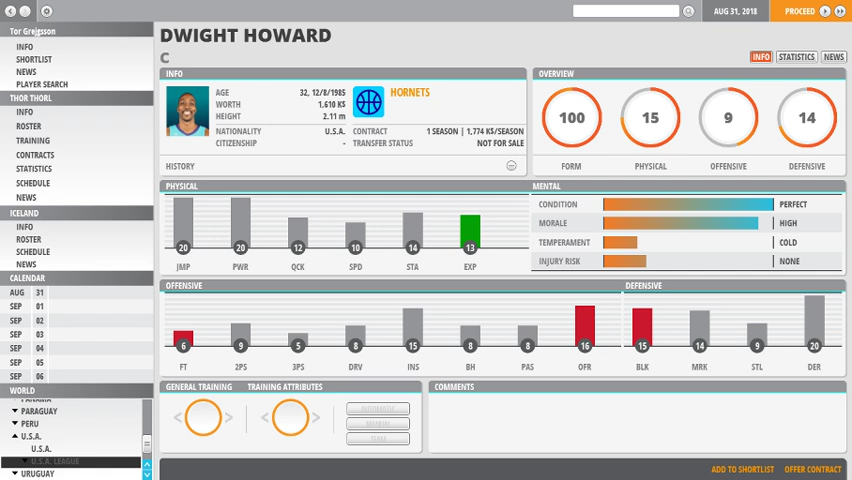 AUG 31, 2018
PROCEED
Tor Grejgsson
INFO
SHORTLIST
NEWS
PLAYER SEARCH
THOR THORL
INFO
ROSTER
TRAINING
CONTRACTS
STATISTICS
SCHEDULE
NEWS
ICELAND
INFO
ROSTER
SCHEDULE
NEWS
CALENDAR
AUG 31
SEP 01
SEP 02
SEP 03
SEP 04
SEP 05
SEP 06
WORLD
PANAMA
PARAGUAY
PERU
U.S.A.
U.S.A.
U.S.A. LEAGUE
URUGUAY
DWIGHT HOWARD
C
INFO STATISTICS NEWS
INFO
AGE 32, 12/8/1985
WORTH 1,610 K$
HEIGHT 2.11 m
NATIONALITY U.S.A.
CITIZENSHIP -
HORNETS
CONTRACT 1 SEASON | 1,774 K$/SEASON
TRANSFER STATUS NOT FOR SALE
HISTORY
OVERVIEW
100 15 9 14
FORM PHYSICAL OFFENSIVE DEFENSIVE
PHYSICAL
20 20 12 10 14 13
JMP PWR QCK SPD STA EXP
MENTAL
CONDITION PERFECT
MORALE HIGH
TEMPERAMENT COLD
INJURY RISK NONE
OFFENSIVE
6 9 5 8 15 8 8 16
FT 2PS 3PS DRV INS BH PAS OFR
DEFENSIVE
15 14 9 20
BLK MRK STL DER
GENERAL TRAINING TRAINING ATTRIBUTES
AUTOMATIC
MANUAL
TEAM
COMMENTS
ADD TO SHORTLIST OFFER CONTRACT